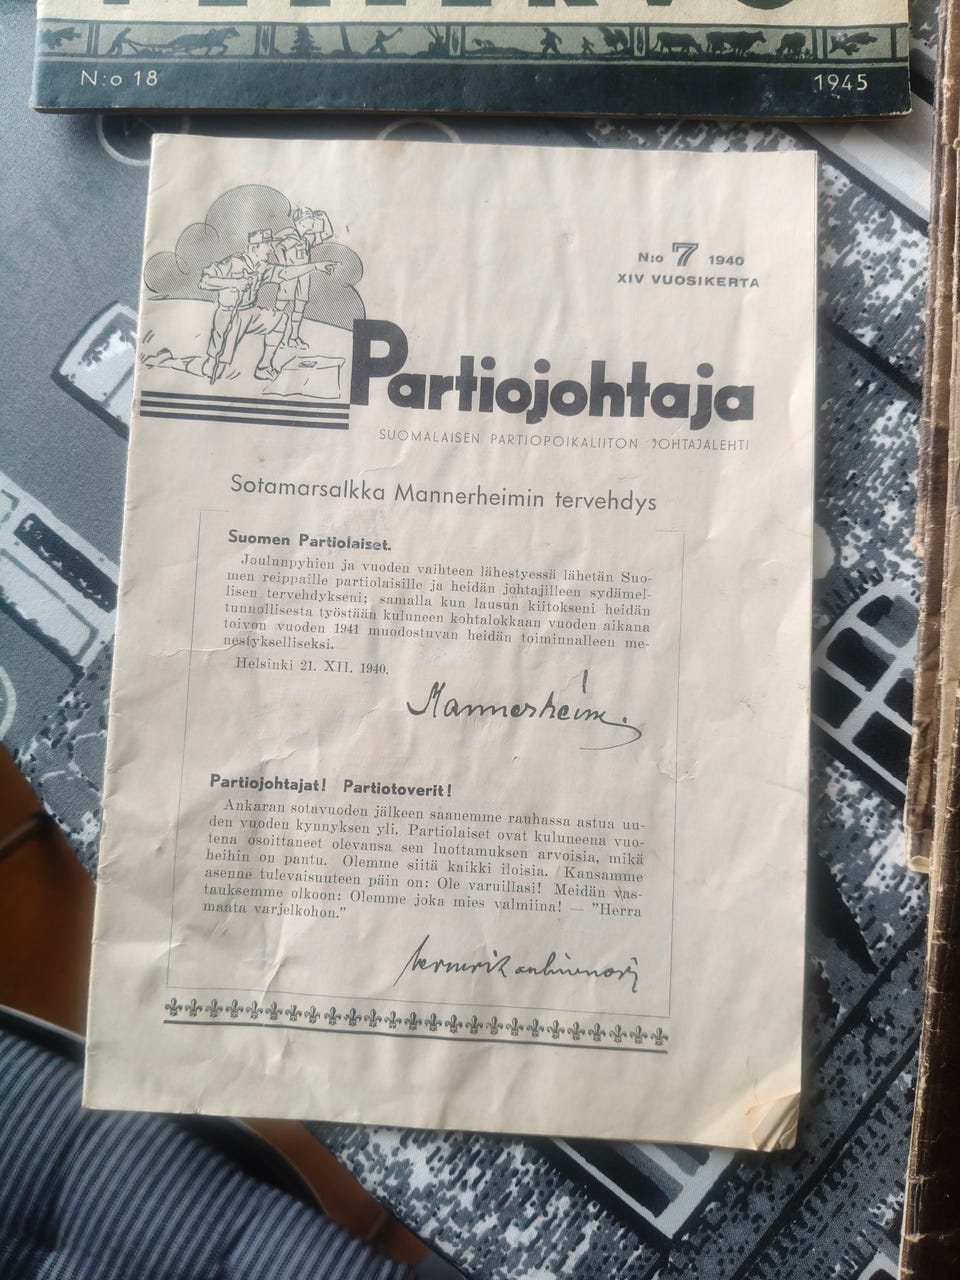 N:o 18 1945
N:o 7 1940
XIV VUOSIKERTA
Partiojohtaja
SUOMALAISEN PARTIOPOIKALIITON JOHTAJALEHTI
Sotamarsalkka Mannerheimin tervehdys
Suomen Partiolaiset.
Joulunpyhien ja vuoden vaihteen lähestyessä lähetän Suo-
men reippaille partiolaisille ja heidän johtajilleen sydämel-
lisen tervehdykseni; samalla kun lausun kiitokseni heidän
tunnollisesta työstään kuluneen kohtalokkaan vuoden aikana
toivon vuoden 1941 muodostuvan heidän toiminnalleen me-
nestykselliseksi.
Helsinki 21. XII. 1940.
Mannerheim.
Partiojohtajat! Partiotoverit!
Ankaran sotavuoden jälkeen saanemme rauhassa astua uu-
den vuoden kynnyksen yli. Partiolaiset ovat kuluneena vuo-
tena osoittaneet olevansa sen luottamuksen arvoisia, mikä
heihin on pantu. Olemme siitä kaikki iloisia. Kansamme
asenne tulevaisuuteen päin on: Ole varuillasi! Meidän vas-
tauksemme olkoon: Olemme joka mies valmiina! — "Herra
maata varjelkohon."